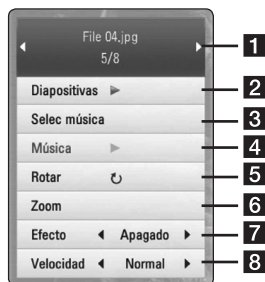 File 04.jpg
1
5/8
Diapositivas
2
Selec música
3
Música
4
Rotar
5
Zoom
6
Efecto Apagado
7
Velocidad Normal
8